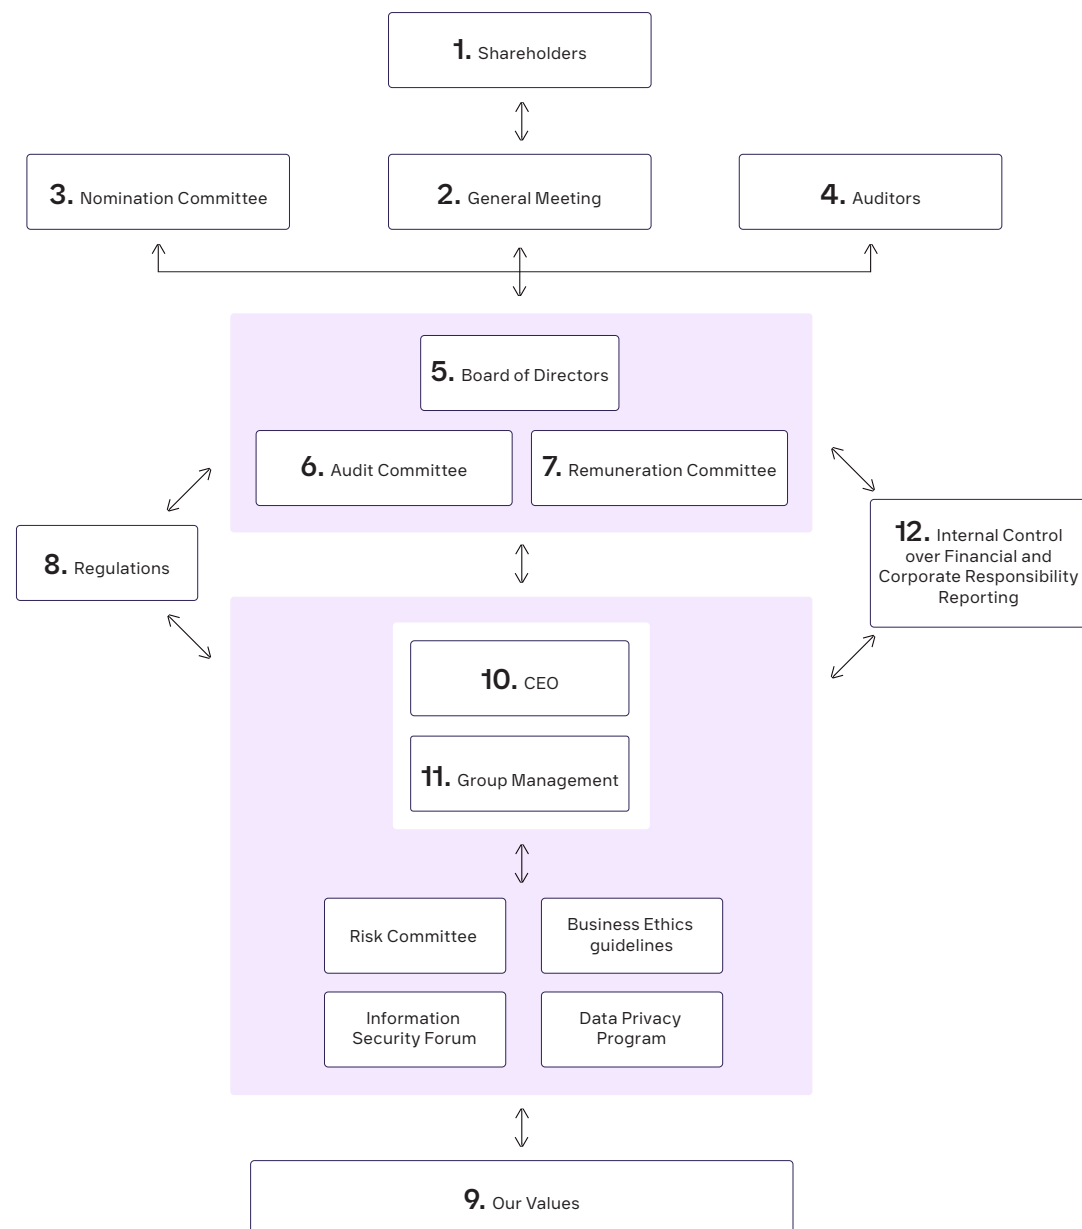 1. Shareholders
3. Nomination Committee
2. General Meeting
4. Auditors
5. Board of Directors
6. Audit Committee
7. Remuneration Committee
8. Regulations
12. Internal Control
over Financial and
Corporate Responsibility
Reporting
10. CEO
11. Group Management
Risk Committee
Business Ethics
guidelines
Information
Security Forum
Data Privacy
Program
9. Our Values